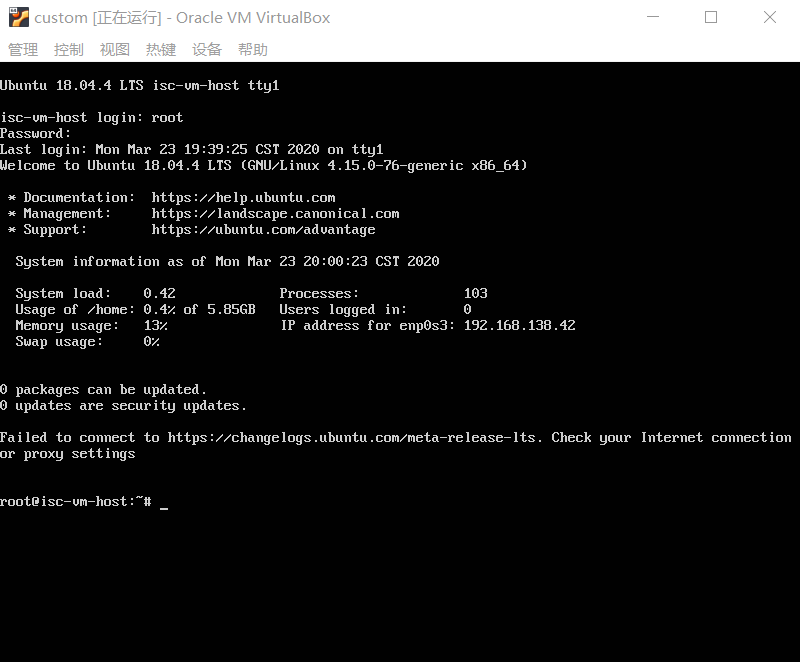 custom [正在运行] - Oracle VM VirtualBox
管理 控制 视图 热键 设备 帮助
Ubuntu 18.04.4 LTS isc-vm-host tty1
isc-vm-host login: root
Password:
Last login: Mon Mar 23 19:39:25 CST 2020 on tty1
Welcome to Ubuntu 18.04.4 LTS (GNU/Linux 4.15.0-76-generic x86_64)
* Documentation: https://help.ubuntu.com
* Management: https://landscape.canonical.com
* Support: https://ubuntu.com/advantage
System information as of Mon Mar 23 20:00:23 CST 2020
System load: 0.42 Processes: 103
Usage of /home: 0.4% of 5.85GB Users logged in: 0
Memory usage: 13% IP address for enp0s3: 192.168.138.42
Swap usage: 0%
0 packages can be updated.
0 updates are security updates.
Failed to connect to https://changelogs.ubuntu.com/meta-release-lts. Check your Internet connection
or proxy settings
root@isc-vm-host:~# _